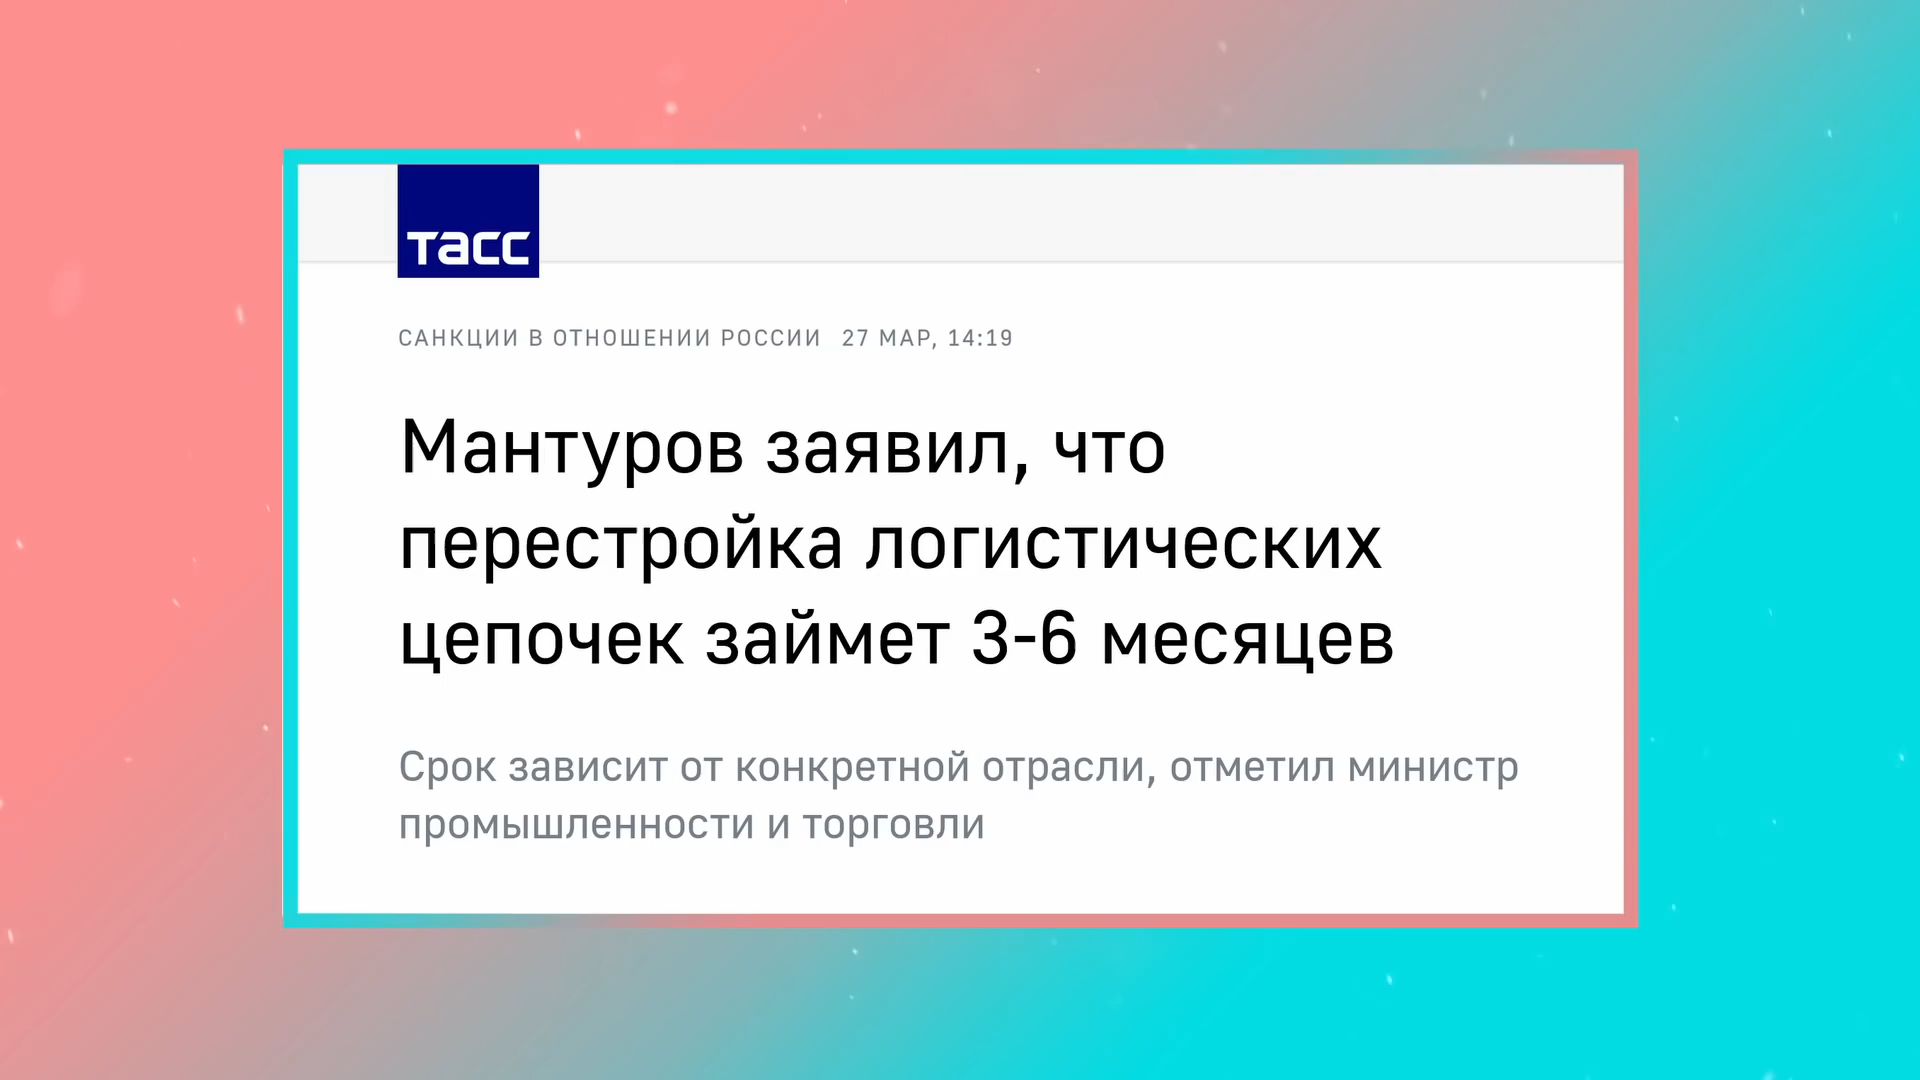 тасс
САНКЦИИ В ОТНОШЕНИИ РОССИИ 27 МАР, 14:19
Мантуров заявил, что
перестройка логистических
цепочек займет 3-6 месяцев
Срок зависит от конкретной отрасли, отметил министр
промышленности и торговли